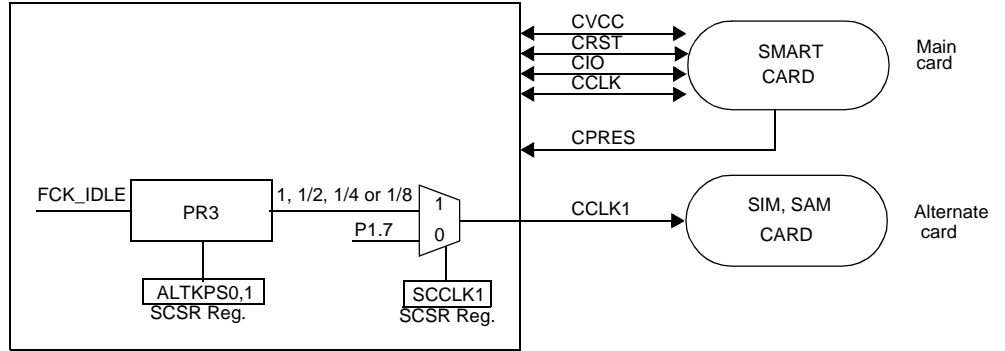 CVCC
CRST
CIO
CCLK
SMART
CARD
Main
card
CPRES
FCK_IDLE
PR3
1, 1/2, 1/4 or 1/8
1
P1.7
0
CCLK1
SIM, SAM
CARD
Alternate
card
ALTKPS0,1
SCSR Reg.
SCCLK1
SCSR Reg.